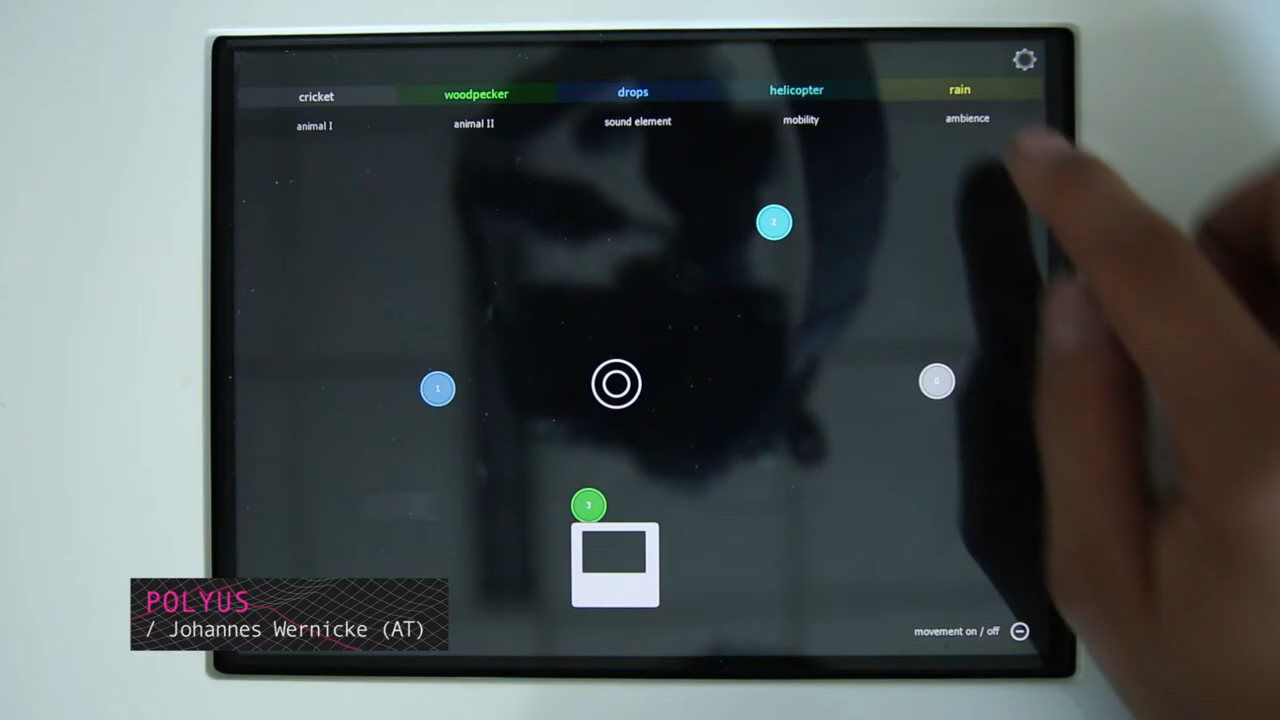 cricket woodpecker drops helicopter rain
animal I animal II sound element mobility ambience
2
1
0
3
POLYUS
/ Johannes Wernicke (AT)
movement on / off